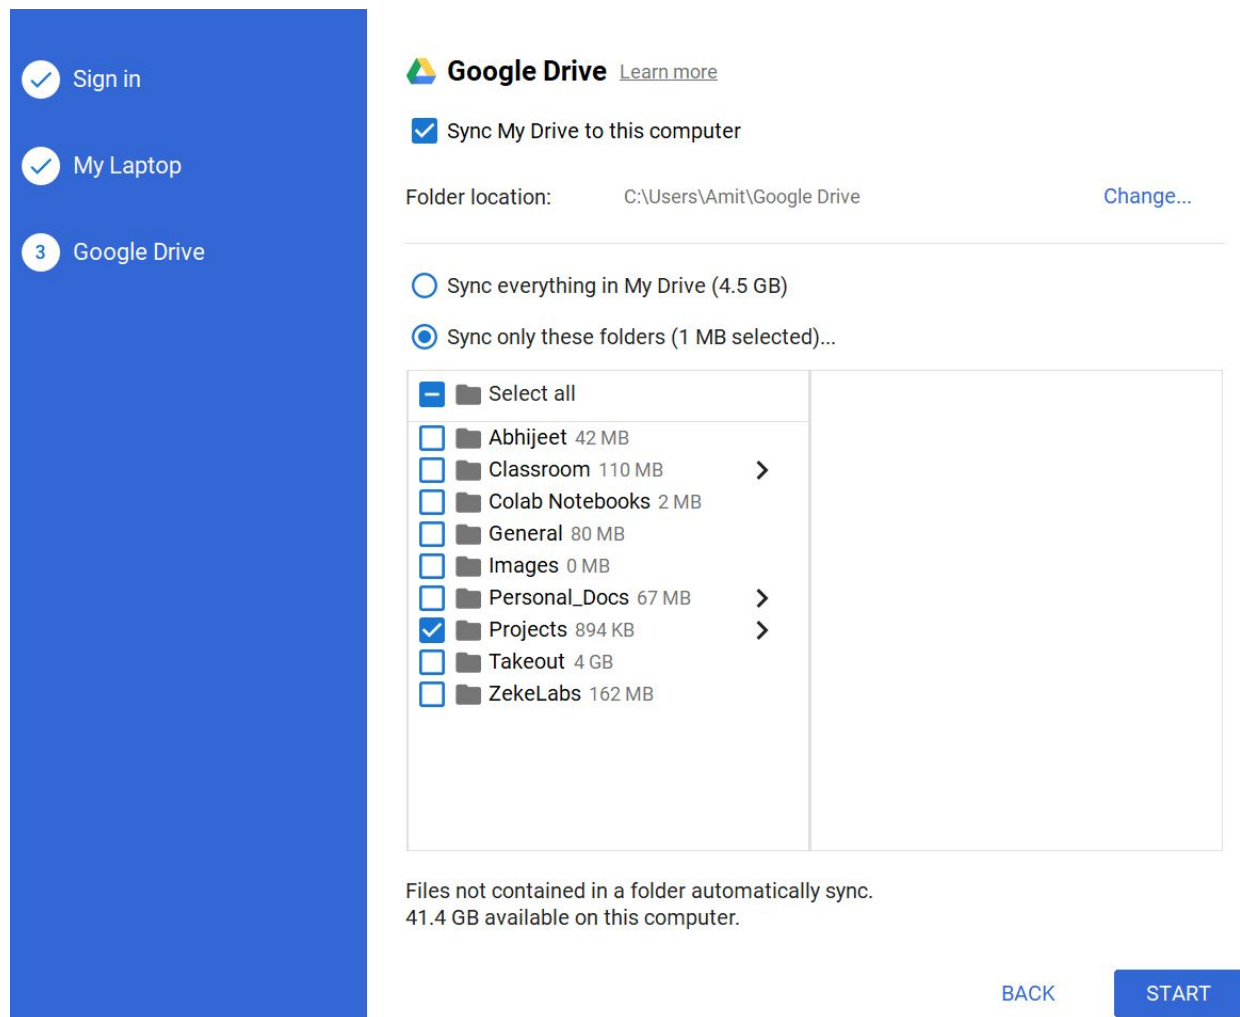 Sign in
My Laptop
3 Google Drive
Google Drive Learn more
Sync My Drive to this computer
Folder location: C:\Users\Amit\Google Drive Change...
Sync everything in My Drive (4.5 GB)
Sync only these folders (1 MB selected)...
Select all
Abhijeet 42 MB
Classroom 110 MB
Colab Notebooks 2 MB
General 80 MB
Images 0 MB
Personal_Docs 67 MB
Projects 894 KB
Takeout 4 GB
ZekeLabs 162 MB
Files not contained in a folder automatically sync.
41.4 GB available on this computer.
BACK START